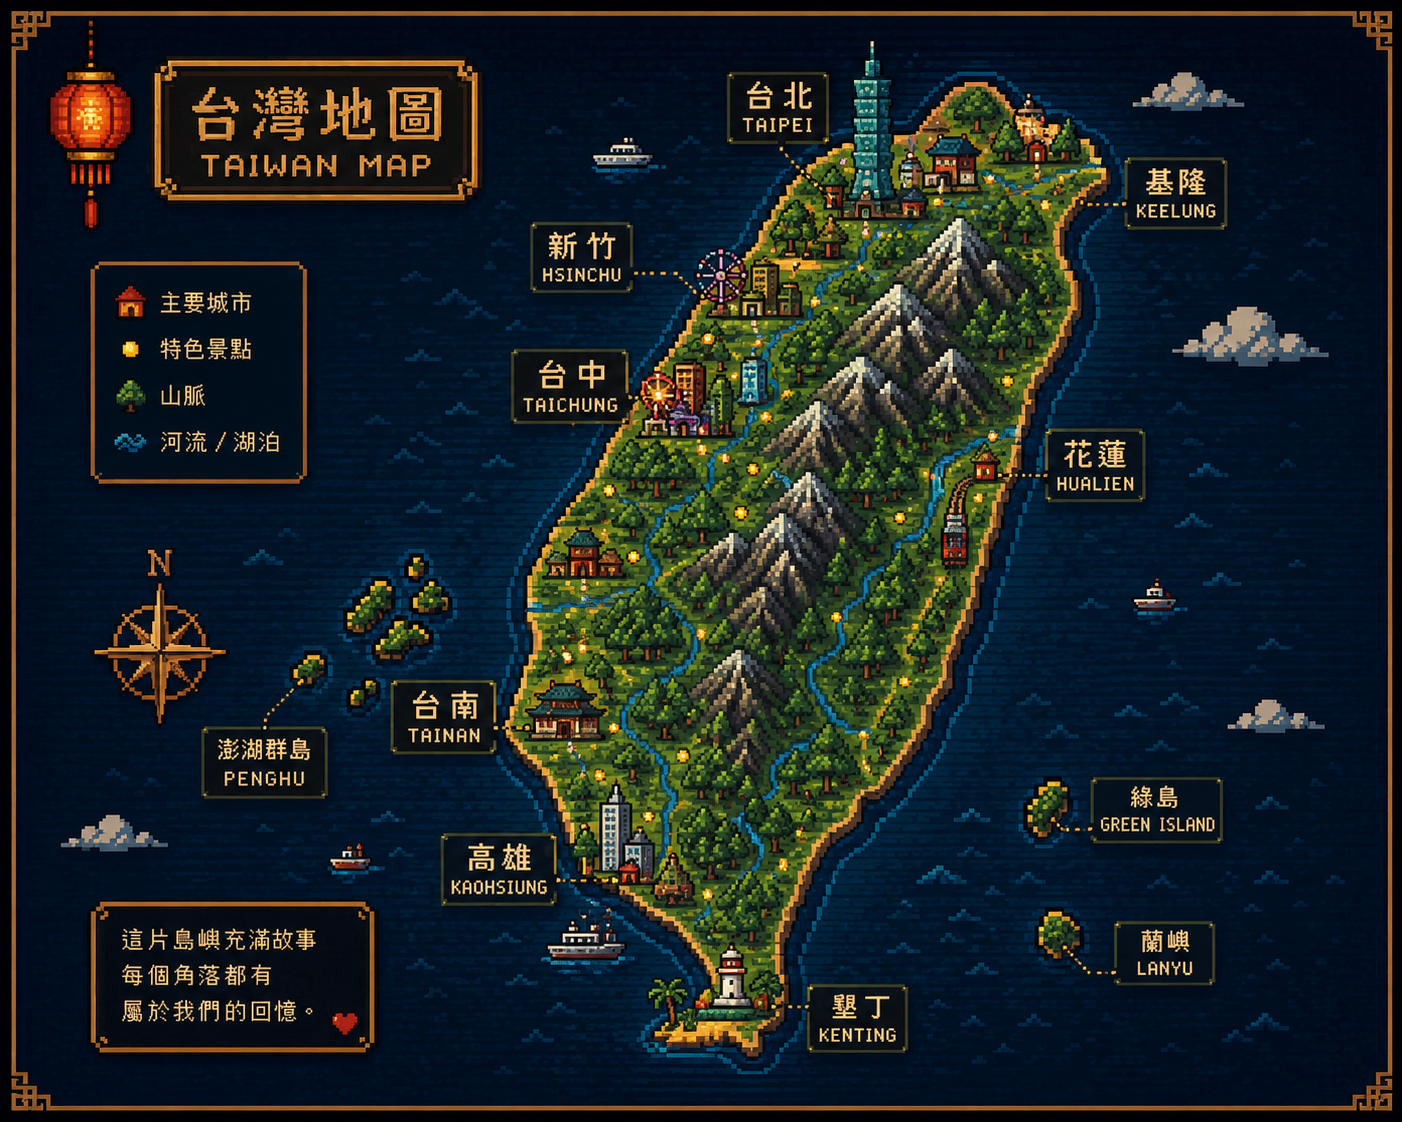 台灣地圖
TAIWAN MAP
台北
TAIPEI
基隆
KEELUNG
新竹
HSINCHU
主要城市
特色景點
山脈
河流 / 湖泊
台中
TAICHUNG
花蓮
HUALIEN
N
台南
TAINAN
澎湖群島
PENGHU
綠島
GREEN ISLAND
高雄
KAOHSIUNG
這片島嶼充滿故事
每個角落都有
屬於我們的回憶。
蘭嶼
LANYU
墾丁
KENTING